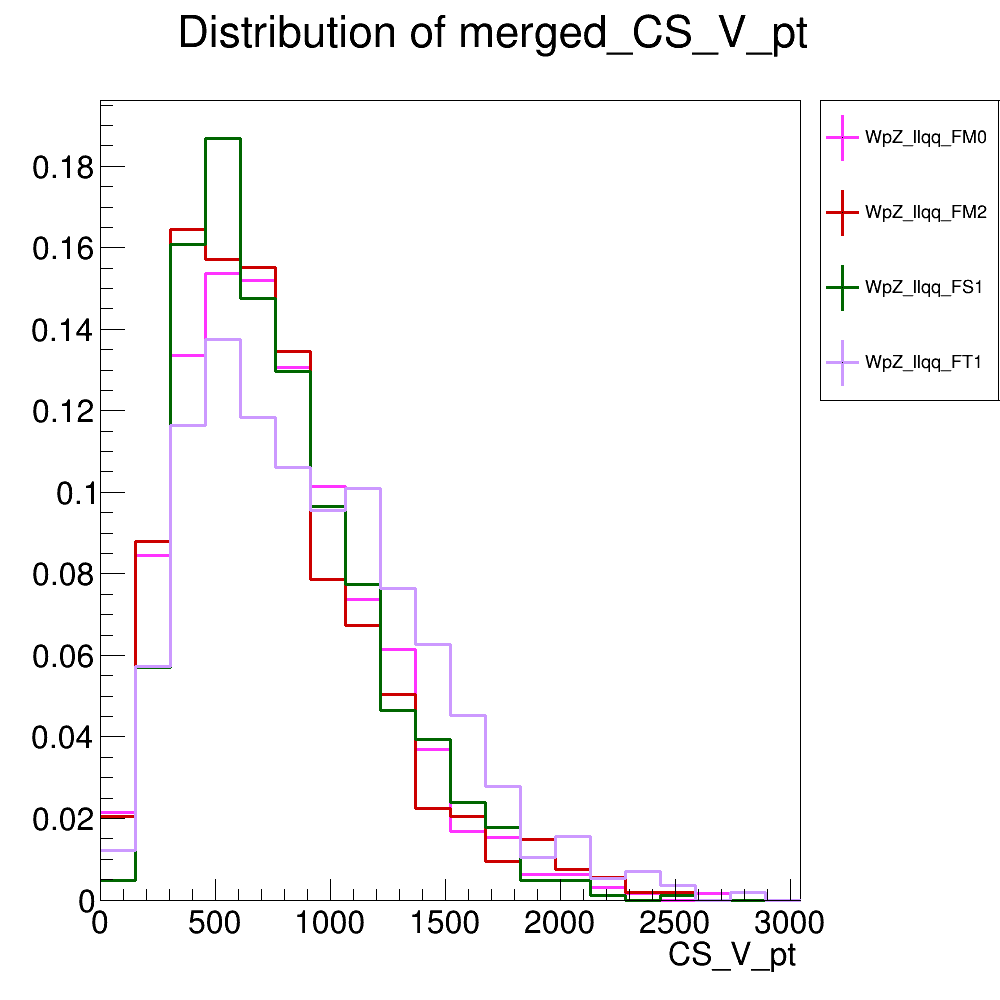 Distribution of merged_CS_V_pt
WpZ_llqq_FM0
WpZ_llqq_FM2
WpZ_llqq_FS1
WpZ_llqq_FT1
0.18
0.16
0.14
0.12
0.1
0.08
0.06
0.04
0.02
0
0 500 1000 1500 2000 2500 3000
CS_V_pt